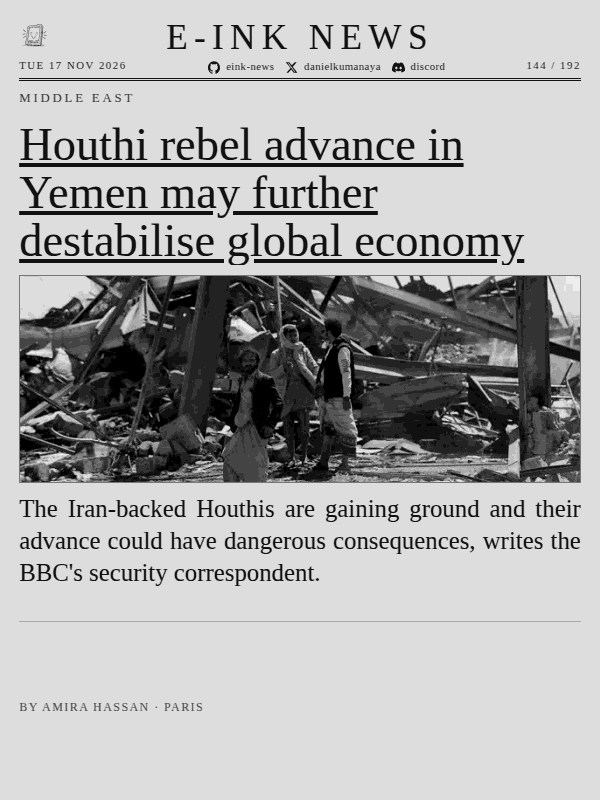 E-INK NEWS
TUE 17 NOV 2026
eink-news
danielkumanaya
discord
144 / 192
MIDDLE EAST
Houthi rebel advance in
Yemen may further
destabilise global economy
The Iran-backed Houthis are gaining ground and their
advance could have dangerous consequences, writes the
BBC's security correspondent.
BY AMIRA HASSAN · PARIS